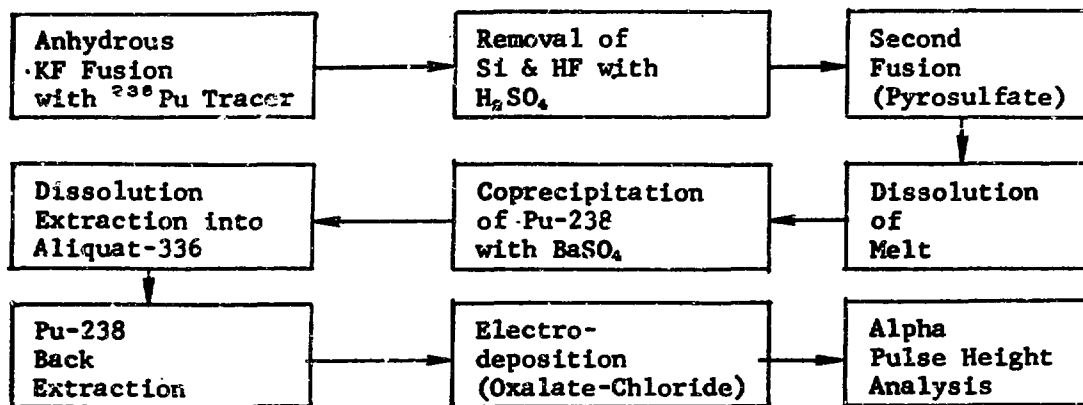 Anhydrous
KF Fusion
with ²³⁶Pu Tracer
Removal of
Si & HF with
H₂SO₄
Second
Fusion
(Pyrosulfate)
Dissolution
Extraction into
Aliquat-336
Coprecipitation
of Pu-238
with BaSO₄
Dissolution
of
Melt
Pu-238
Back
Extraction
Electro-
deposition
(Oxalate-Chloride)
Alpha
Pulse Height
Analysis